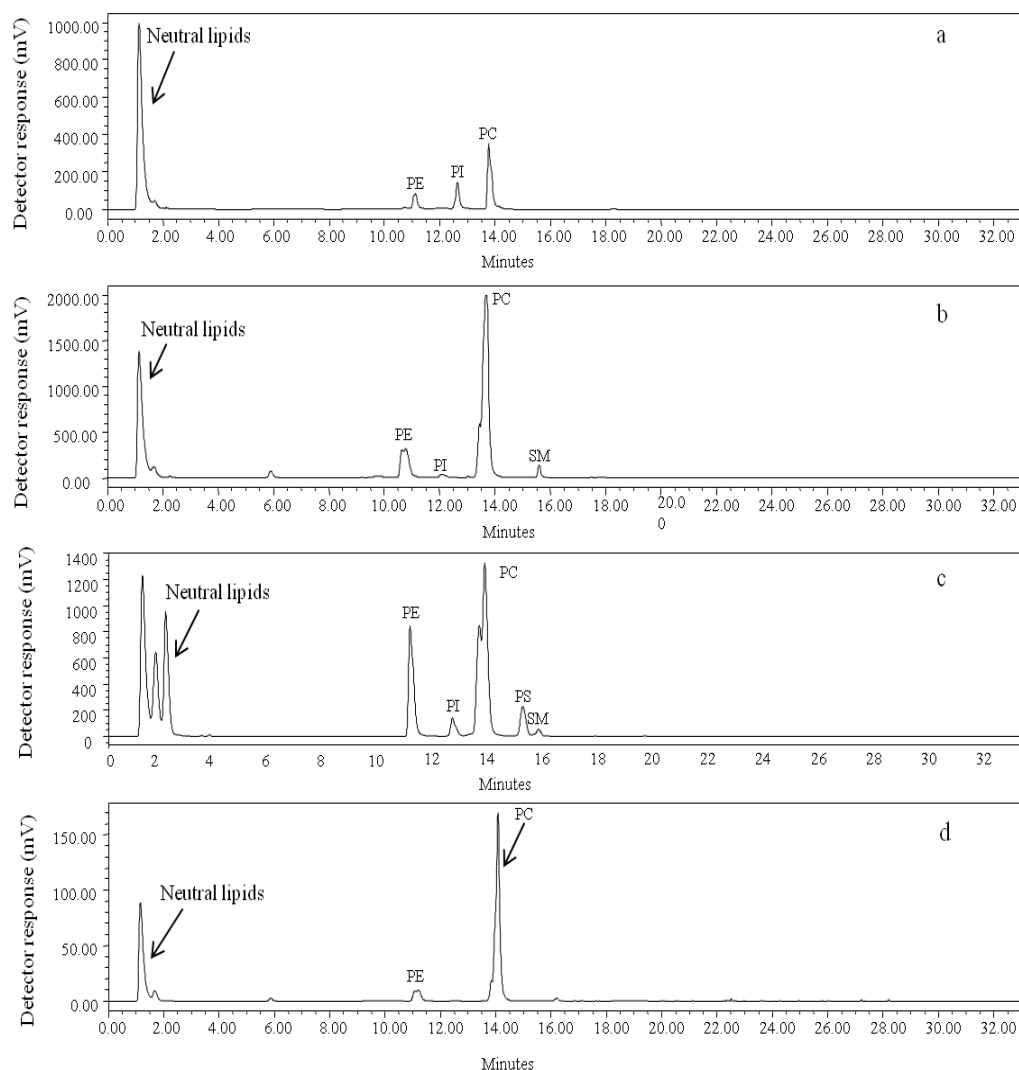 Detector response (mV)
1000.00
800.00
600.00
400.00
200.00
0.00
Neutral lipids
a
PE
PI
PC
0.00 2.00 4.00 6.00 8.00 10.00 12.00 14.00 16.00 18.00 20.00 22.00 24.00 26.00 28.00 30.00 32.00
Minutes
Detector response (mV)
2000.00
1500.00
1000.00
500.00
0.00
Neutral lipids
b
PE
PI
PC
SM
0.00 2.00 4.00 6.00 8.00 10.00 12.00 14.00 16.00 18.00 20.0 22.00 24.00 26.00 28.00 30.00 32.00
0
Minutes
Detector response (mV)
1400
1200
1000
800
600
400
200
0
Neutral lipids
c
PE
PI
PC
PS
SM
0 2 4 6 8 10 12 14 16 18 20 22 24 26 28 30 32
Minutes
Detector response (mV)
150.00
100.00
50.00
0.00
Neutral lipids
d
PE
PC
0.00 2.00 4.00 6.00 8.00 10.00 12.00 14.00 16.00 18.00 20.00 22.00 24.00 26.00 28.00 30.00 32.00
Minutes